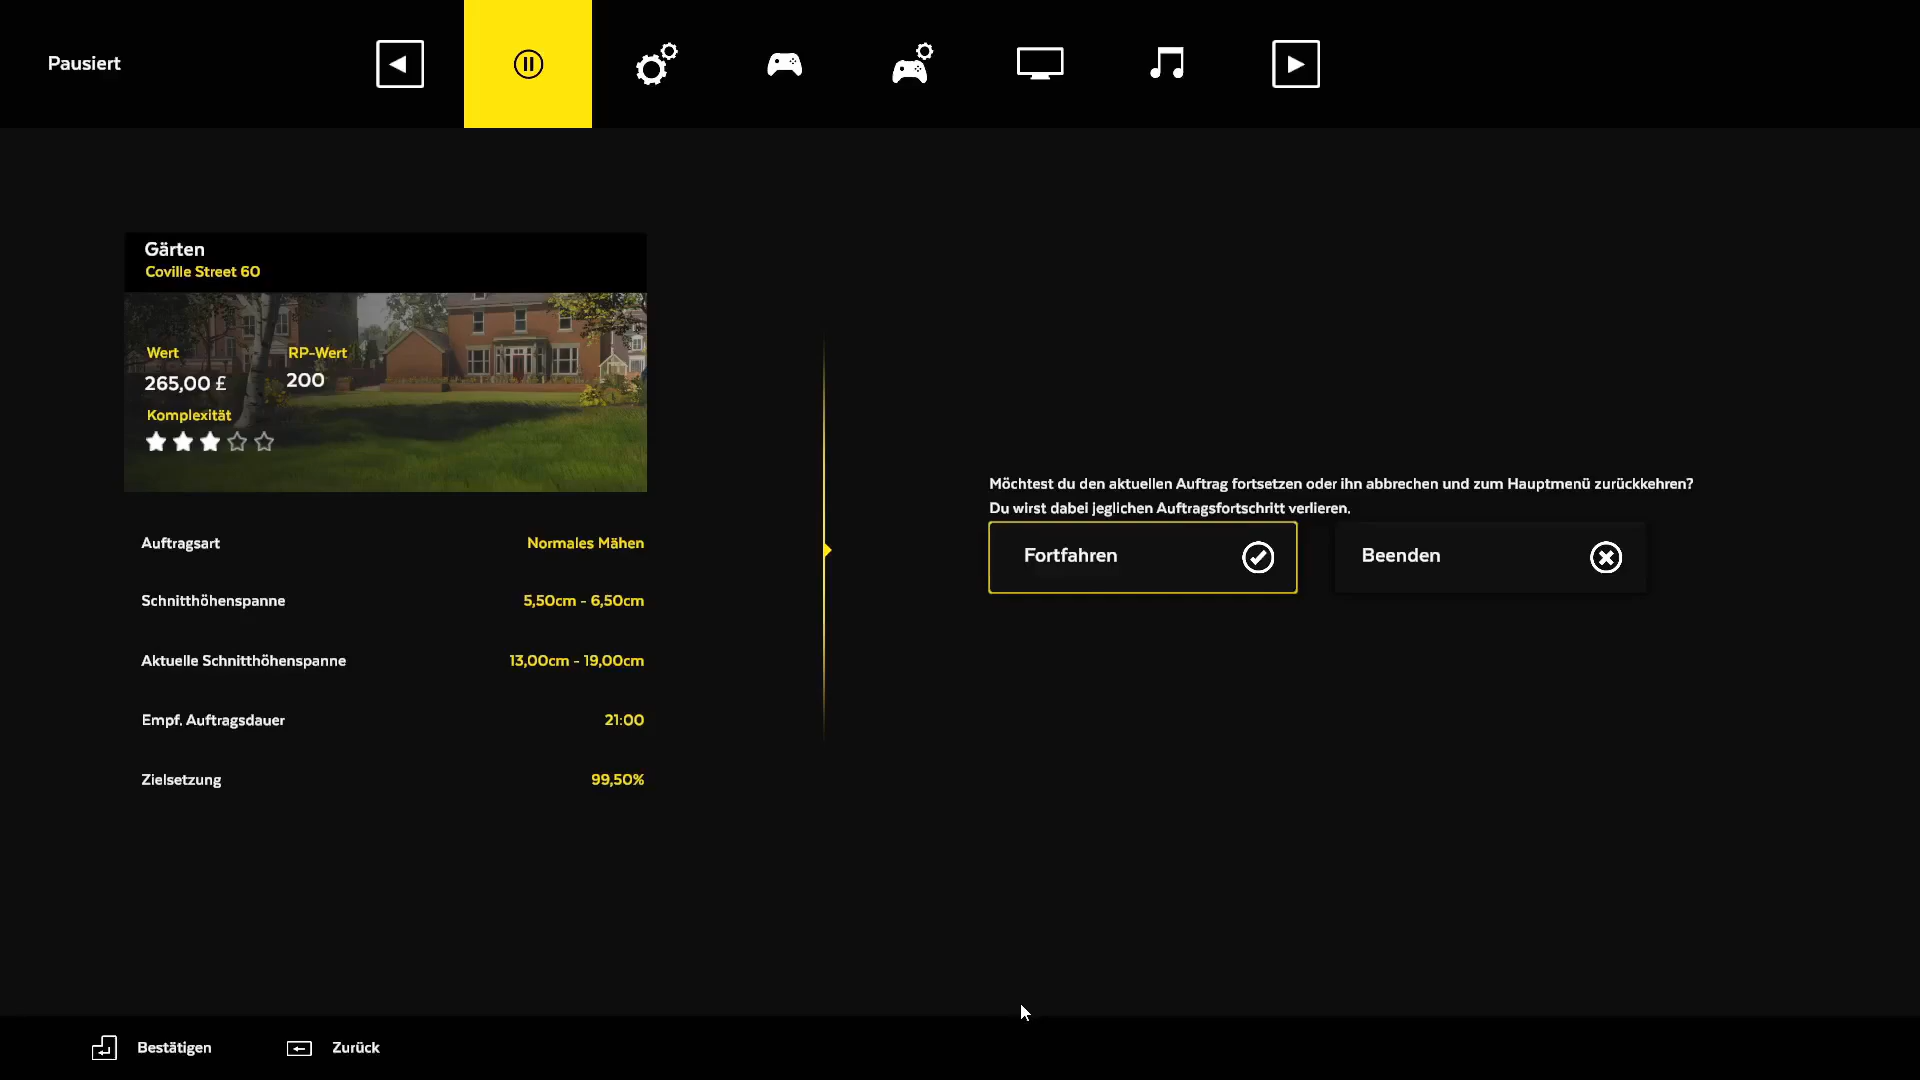 Pausiert
Gärten
Coville Street 60
Wert
RP-Wert
265,00 £
200
Komplexität
Auftragsart
Normales Mähen
Schnitthöhenspanne
5,50cm - 6,50cm
Aktuelle Schnitthöhenspanne
13,00cm - 19,00cm
Empf. Auftragsdauer
21:00
Zielsetzung
99,50%
Möchtest du den aktuellen Auftrag fortsetzen oder ihn abbrechen und zum Hauptmenü zurückkehren?
Du wirst dabei jeglichen Auftragsfortschritt verlieren.
Fortfahren
Beenden
Bestätigen
Zurück